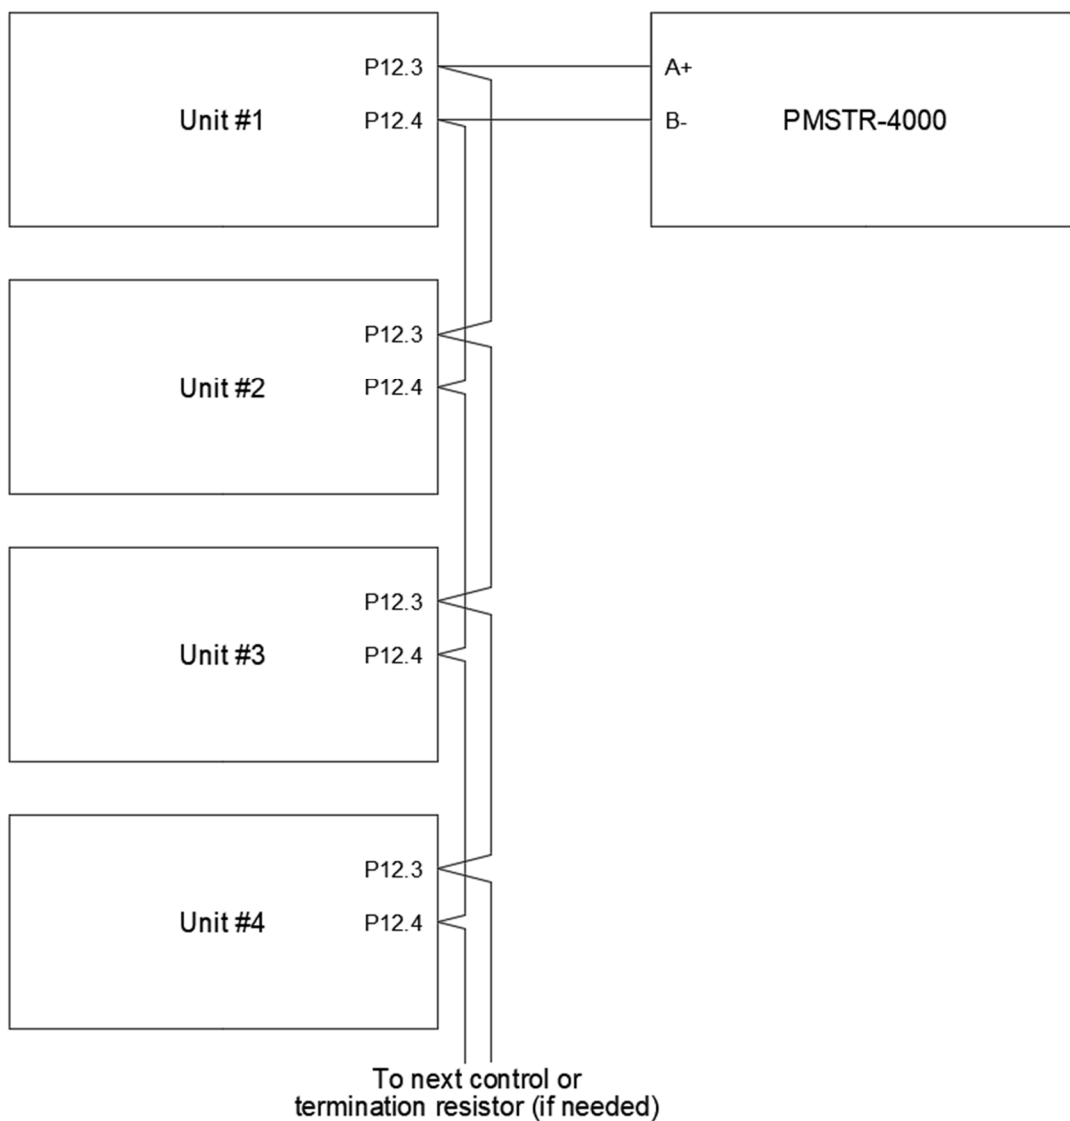 P12.3
Unit #1
P12.4
A+
B-
PMSTR-4000
P12.3
Unit #2
P12.4
P12.3
Unit #3
P12.4
P12.3
Unit #4
P12.4
To next control or
termination resistor (if needed)